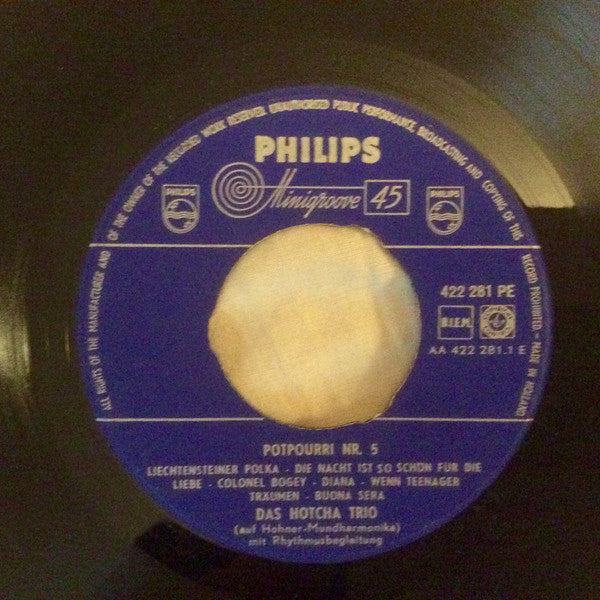 ALL RIGHTS OF THE MANUFACTURER AND OF THE OWNER OF THE RECORDED WORK RESERVED. UNAUTHORISED PUBLIC PERFORMANCE, BROADCASTING AND COPYING OF THIS RECORD PROHIBITED - MADE IN HOLLAND
PHILIPS
Minigroove 45
PHILIPS
PHILIPS
422 281 PE
B.I.E.M.
AA 422 281.1 E
POTPOURRI NR. 5
LIECHTENSTEINER POLKA - DIE NACHT IST SO SCHON FUR DIE
LIEBE - COLONEL BOGEY - DIANA - WENN TEENAGER
TRÄUMEN - BUONA SERA
DAS HOTCHA TRIO
(auf Hohner-Mundharmonika)
mit Rhythmusbegleitung